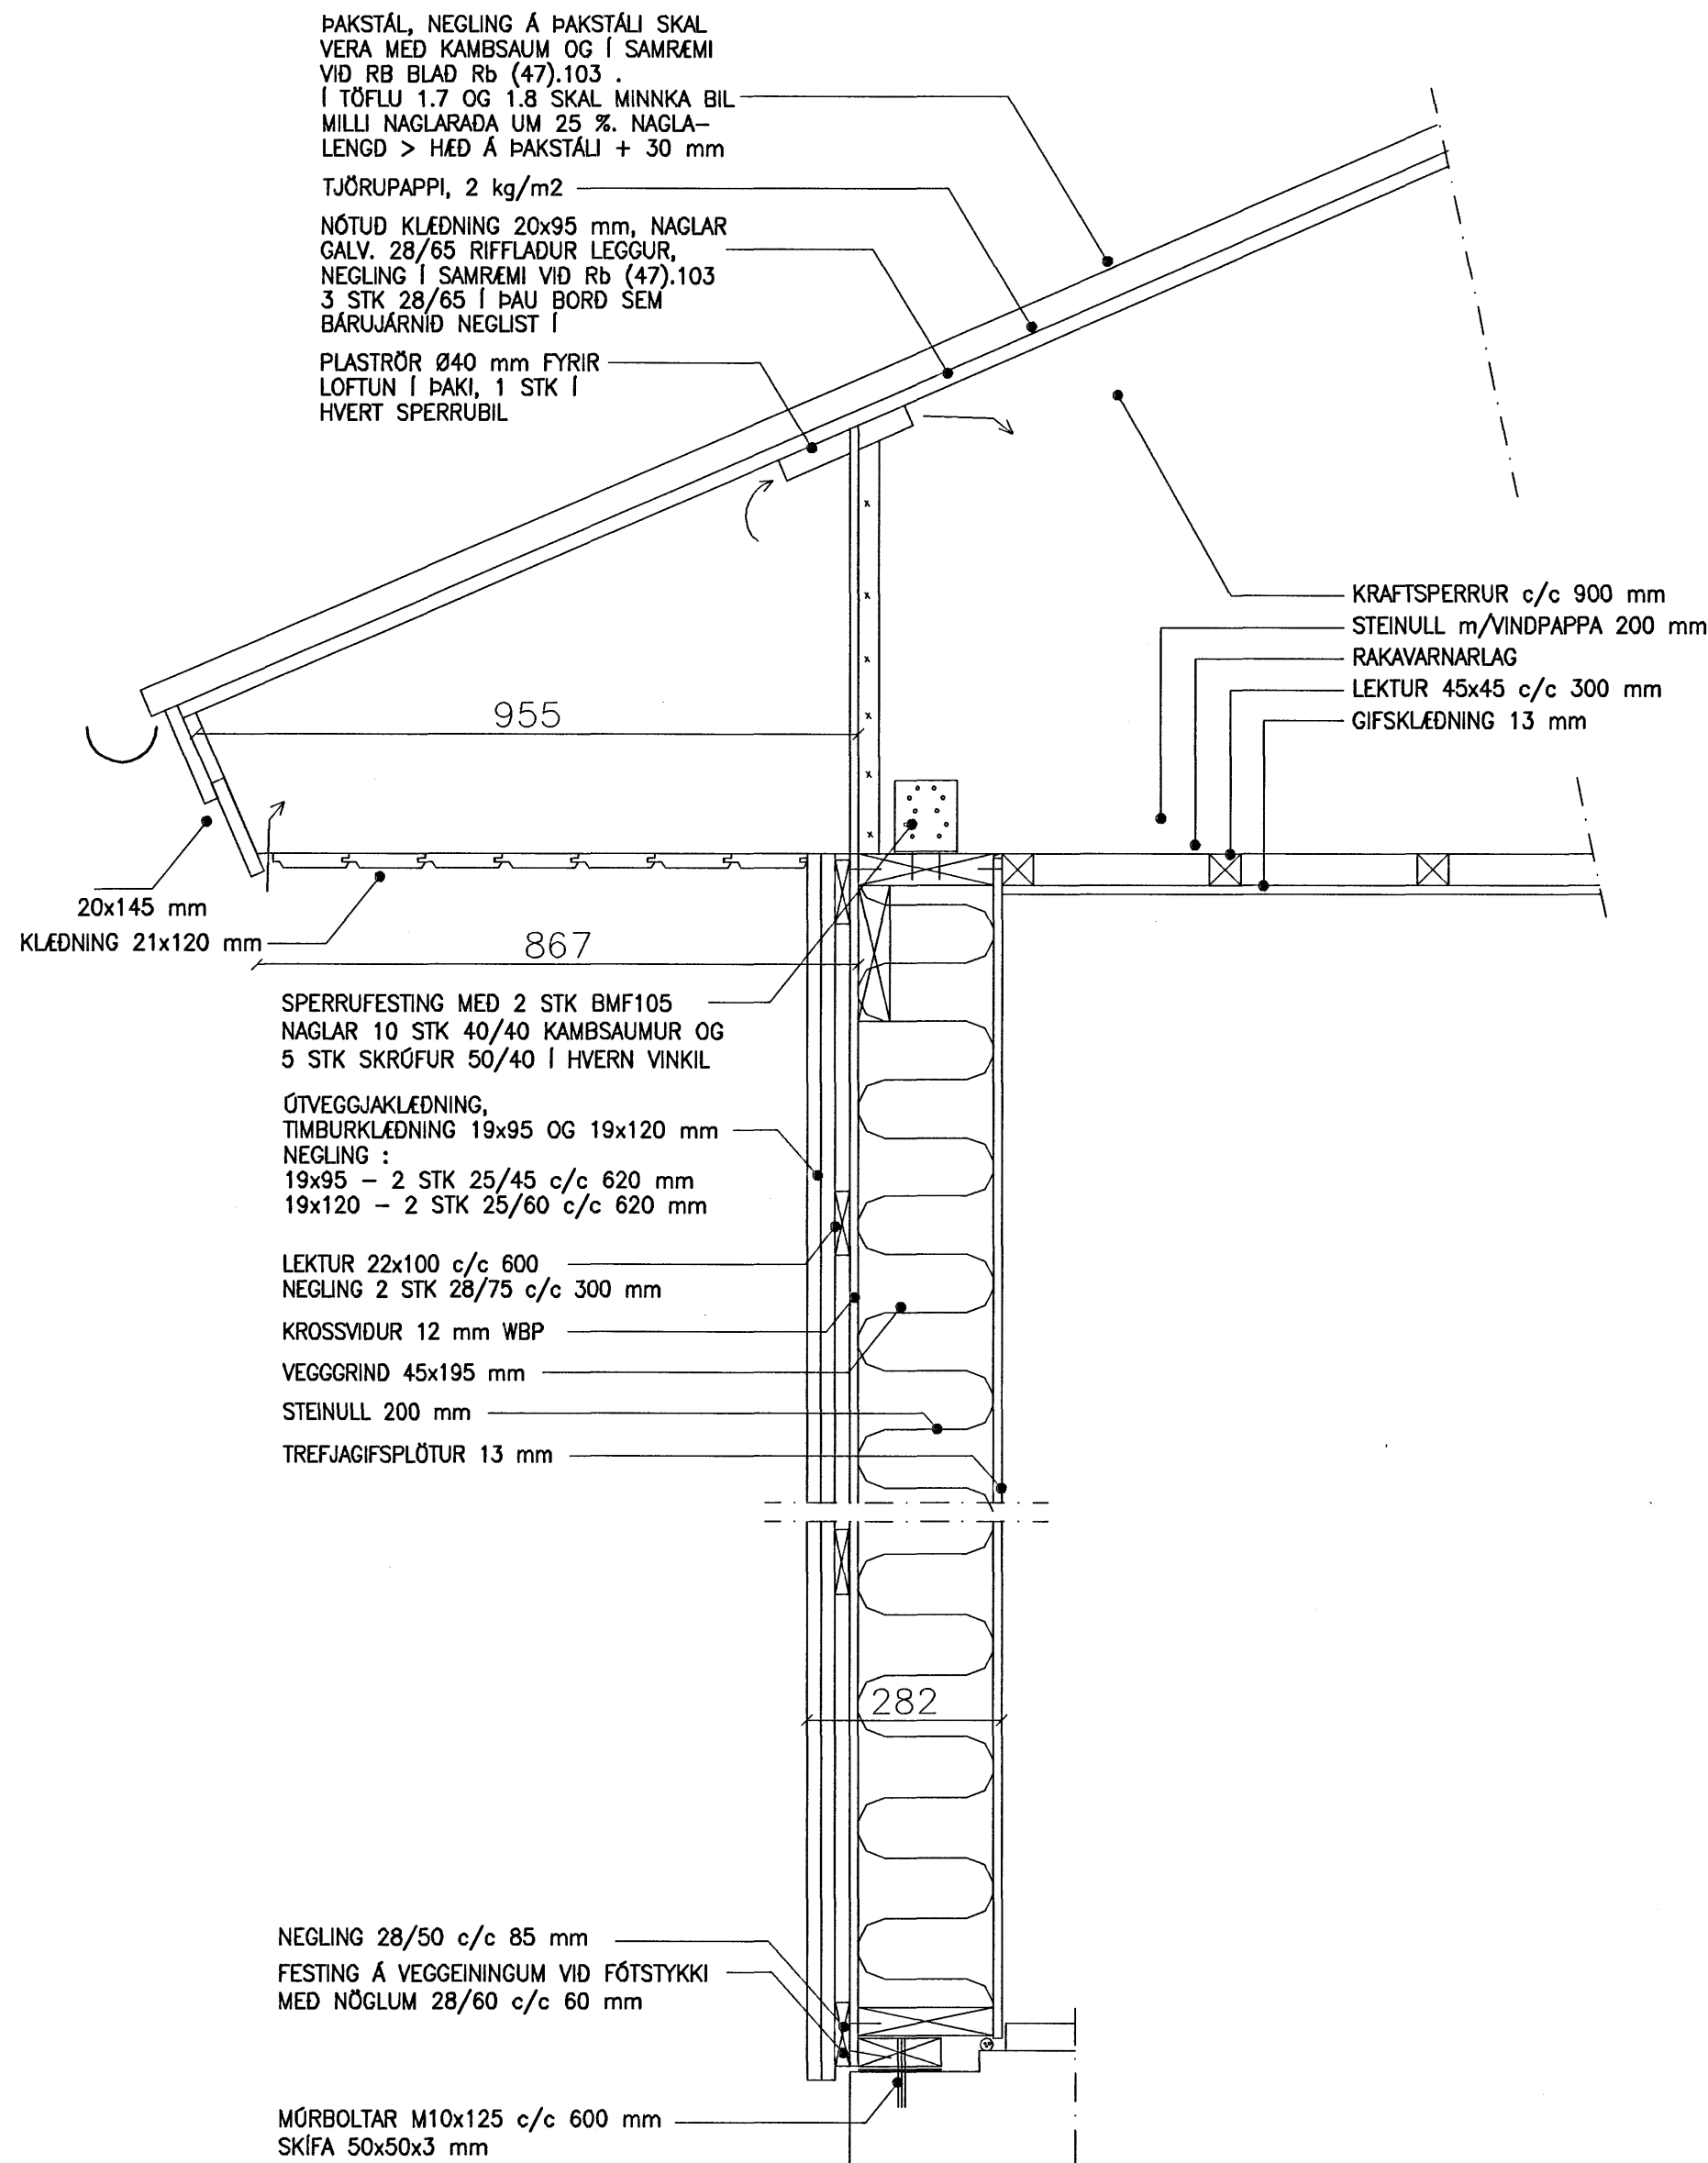 ÞAKSTÁL, NEGLING Á ÞAKSTÁLI SKAL
VERA MEÐ KAMBSAUM OG Í SAMRÆMI
VIÐ RB BLAÐ Rb (47).103 .
Í TÖFLU 1.7 OG 1.8 SKAL MINNKA BIL
MILLI NAGLARAÐA UM 25 %. NAGLA-
LENGD > HÆÐ Á ÞAKSTÁLI + 30 mm
TJÖRUPAPPI, 2 kg/m2
NÓTUÐ KLÆÐNING 20x95 mm, NAGLAR
GALV. 28/65 RIFFLAÐUR LEGGUR,
NEGLING Í SAMRÆMI VIÐ Rb (47).103
3 STK 28/65 Í ÞAU BORÐ SEM
BÁRUJÁRNIÐ NEGLIST Í
PLASTRÖR Ø40 mm FYRIR
LOFTUN Í ÞAKI, 1 STK Í
HVERT SPERRUBIL
KRAFTSPERRUR c/c 900 mm
STEINULL m/VINDPAPPA 200 mm
RAKAVARNARLAG
LEKTUR 45x45 c/c 300 mm
GIFSKLÆÐNING 13 mm
955
20x145 mm
KLÆÐNING 21x120 mm
867
SPERRUFESTING MEÐ 2 STK BMF105
NAGLAR 10 STK 40/40 KAMBSAUMUR OG
5 STK SKRÚFUR 50/40 Í HVERN VINKIL
ÚTVEGGJAKLÆÐNING,
TIMBURKLÆÐNING 19x95 OG 19x120 mm
NEGLING :
19x95 - 2 STK 25/45 c/c 620 mm
19x120 - 2 STK 25/60 c/c 620 mm
LEKTUR 22x100 c/c 600
NEGLING 2 STK 28/75 c/c 300 mm
KROSSVIÐUR 12 mm WBP
VEGGGRIND 45x195 mm
STEINULL 200 mm
TREFJAGIFSPLÖTUR 13 mm
282
NEGLING 28/50 c/c 85 mm
FESTING Á VEGGEININGUM VIÐ FÓTSTYKKI
MEÐ NÖGLUM 28/60 c/c 60 mm
MÚRBOLTAR M10x125 c/c 600 mm
SKÍFA 50x50x3 mm